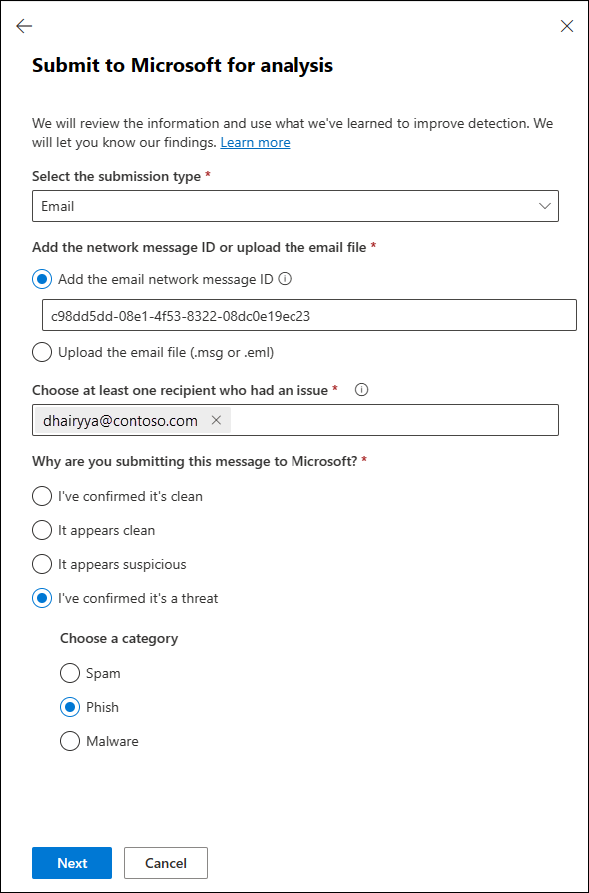 Submit to Microsoft for analysis
We will review the information and use what we've learned to improve detection. We
will let you know our findings. Learn more
Select the submission type *
Email
Add the network message ID or upload the email file *
Add the email network message ID
c98dd5dd-08e1-4f53-8322-08dc0e19ec23
Upload the email file (.msg or .eml)
Choose at least one recipient who had an issue *
dhairyya@contoso.com
Why are you submitting this message to Microsoft? *
I've confirmed it's clean
It appears clean
It appears suspicious
I've confirmed it's a threat
Choose a category
Spam
Phish
Malware
Next Cancel